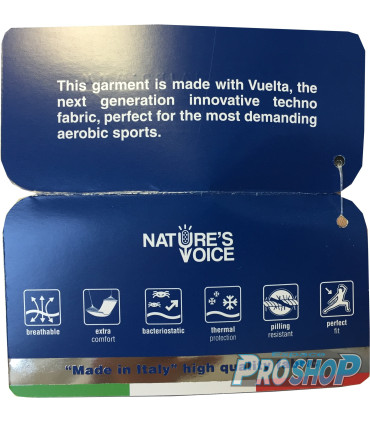 This garment is made with Vuelta, the
next generation innovative techno
fabric, perfect for the most demanding
aerobic sports.
NATURE'S
VOICE
breathable
extra
comfort
bacteriostatic
thermal
protection
pilling
resistant
perfect
fit
"Made in Italy" high quality
PROSHOP